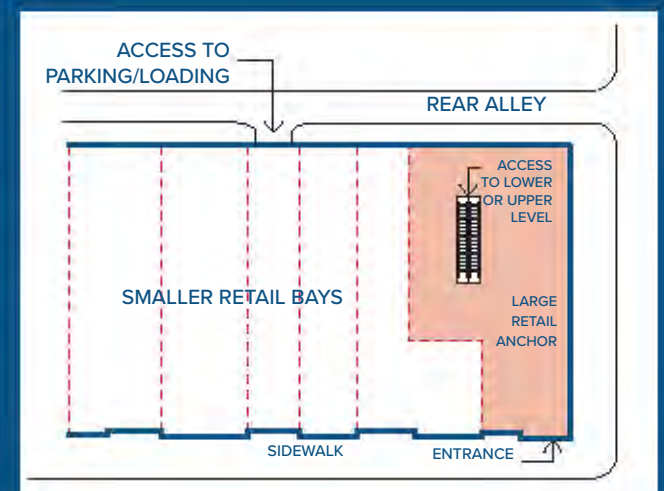 ACCESS TO
PARKING/LOADING
REAR ALLEY
ACCESS
TO LOWER
OR UPPER
LEVEL
SMALLER RETAIL BAYS
LARGE
RETAIL
ANCHOR
SIDEWALK
ENTRANCE